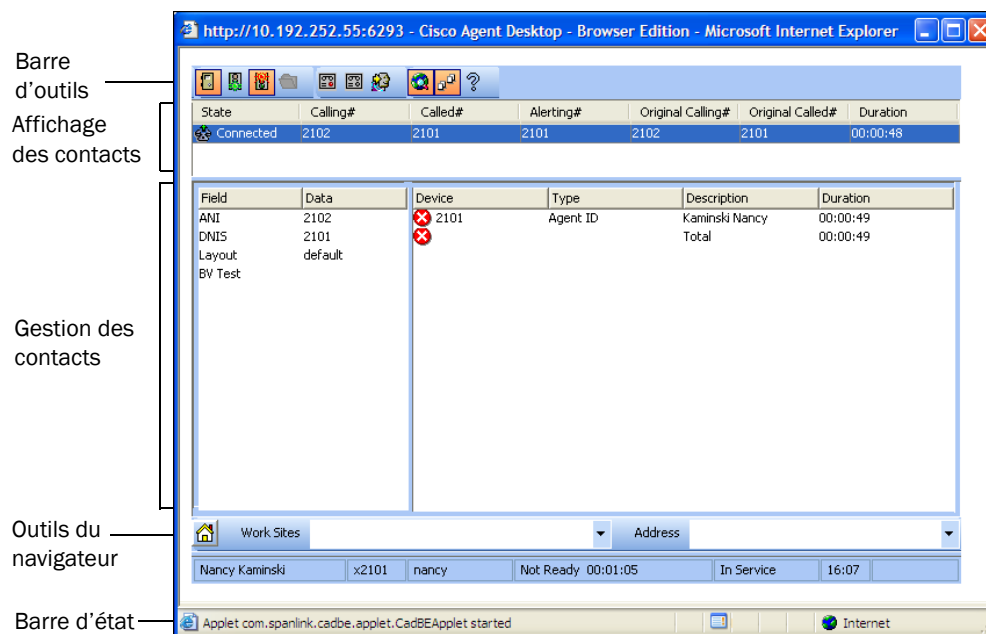 http://10.192.252.55:6293 - Cisco Agent Desktop - Browser Edition - Microsoft Internet Explorer
Barre
d'outils
Affichage
des contacts
State Calling# Called# Alerting# Original Calling# Original Called# Duration
Connected 2102 2101 2101 2102 2101 00:00:48
Gestion des
contacts
Field Data
ANI 2102
DNIS 2101
Layout default
BV Test
Device Type Description Duration
2101 Agent ID Kaminski Nancy 00:00:49
Total 00:00:49
Outils du
navigateur
Work Sites Address
Nancy Kaminski x2101 nancy Not Ready 00:01:05 In Service 16:07
Barre d'état
Applet com.spanlink.cadbe.applet.CadBEApplet started Internet